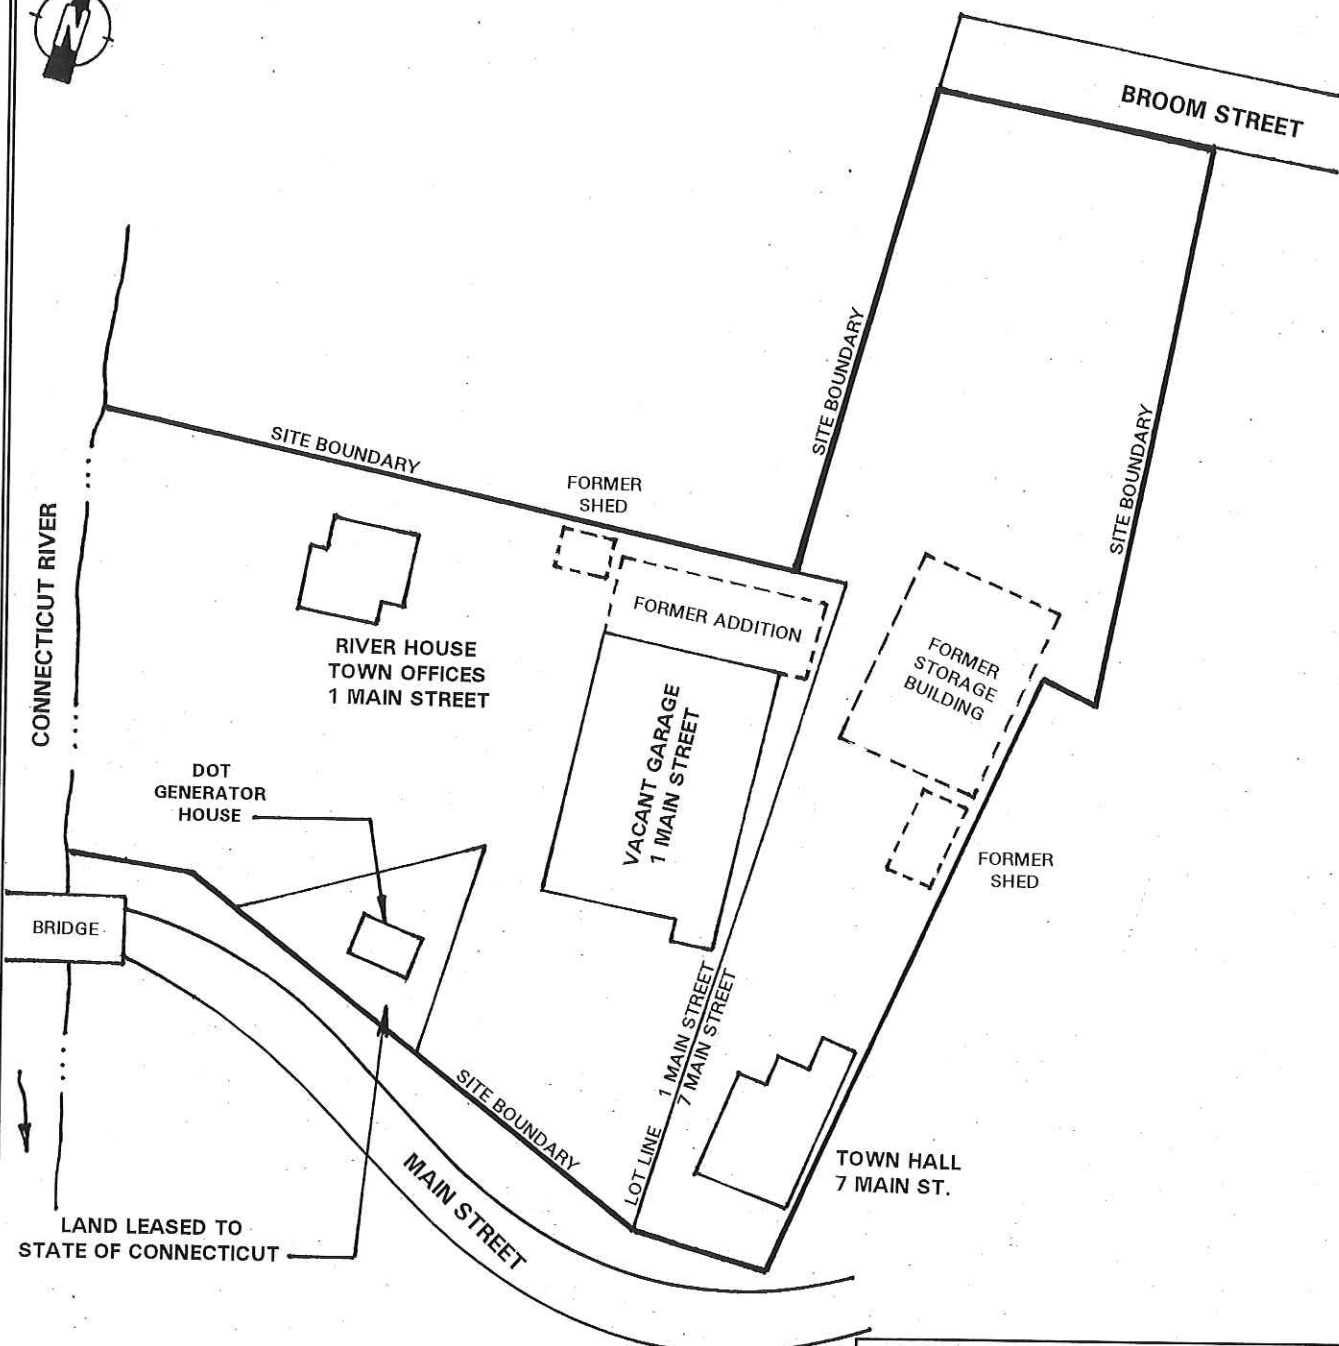 N
BROOM STREET
SITE BOUNDARY
SITE BOUNDARY
SITE BOUNDARY
FORMER
SHED
CONNECTICUT RIVER
FORMER ADDITION
RIVER HOUSE
TOWN OFFICES
1 MAIN STREET
FORMER
STORAGE
BUILDING
VACANT GARAGE
1 MAIN STREET
DOT
GENERATOR
HOUSE
FORMER
SHED
BRIDGE
LOT LINE
1 MAIN STREET
7 MAIN STREET
SITE BOUNDARY
TOWN HALL
7 MAIN ST.
MAIN STREET
LAND LEASED TO
STATE OF CONNECTICUT